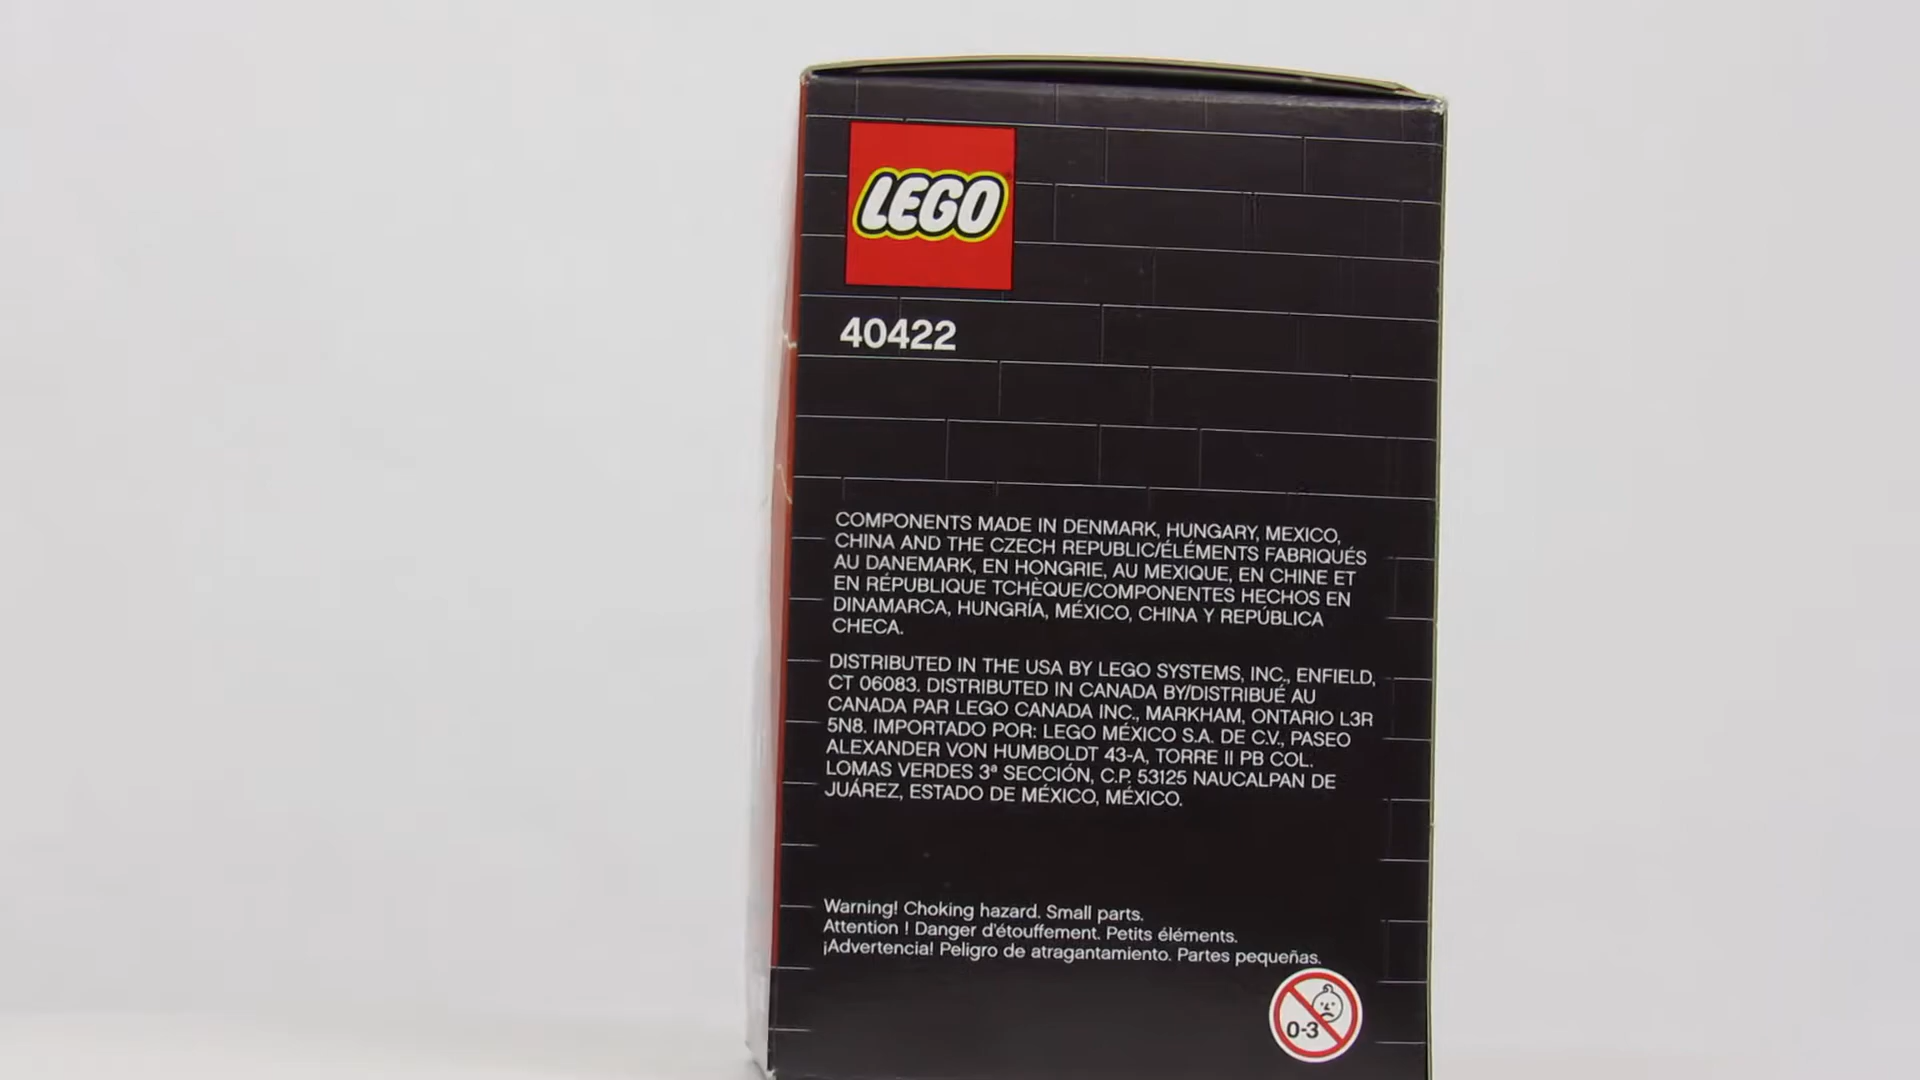 LEGO
40422
COMPONENTS MADE IN DENMARK, HUNGARY, MEXICO,
CHINA AND THE CZECH REPUBLIC/ÉLÉMENTS FABRIQUÉS
AU DANEMARK, EN HONGRIE, AU MEXIQUE, EN CHINE ET
EN RÉPUBLIQUE TCHÈQUE/COMPONENTES HECHOS EN
DINAMARCA, HUNGRÍA, MÉXICO, CHINA Y REPÚBLICA
CHECA.
DISTRIBUTED IN THE USA BY LEGO SYSTEMS, INC., ENFIELD,
CT 06083. DISTRIBUTED IN CANADA BY/DISTRIBUÉ AU
CANADA PAR LEGO CANADA INC., MARKHAM, ONTARIO L3R
5N8. IMPORTADO POR: LEGO MÉXICO S.A. DE C.V., PASEO
ALEXANDER VON HUMBOLDT 43-A, TORRE II PB COL.
LOMAS VERDES 3ª SECCIÓN, C.P. 53125 NAUCALPAN DE
JUÁREZ, ESTADO DE MÉXICO, MÉXICO.
Warning! Choking hazard. Small parts.
Attention ! Danger d'étouffement. Petits éléments.
¡Advertencia! Peligro de atragantamiento. Partes pequeñas.
0-3